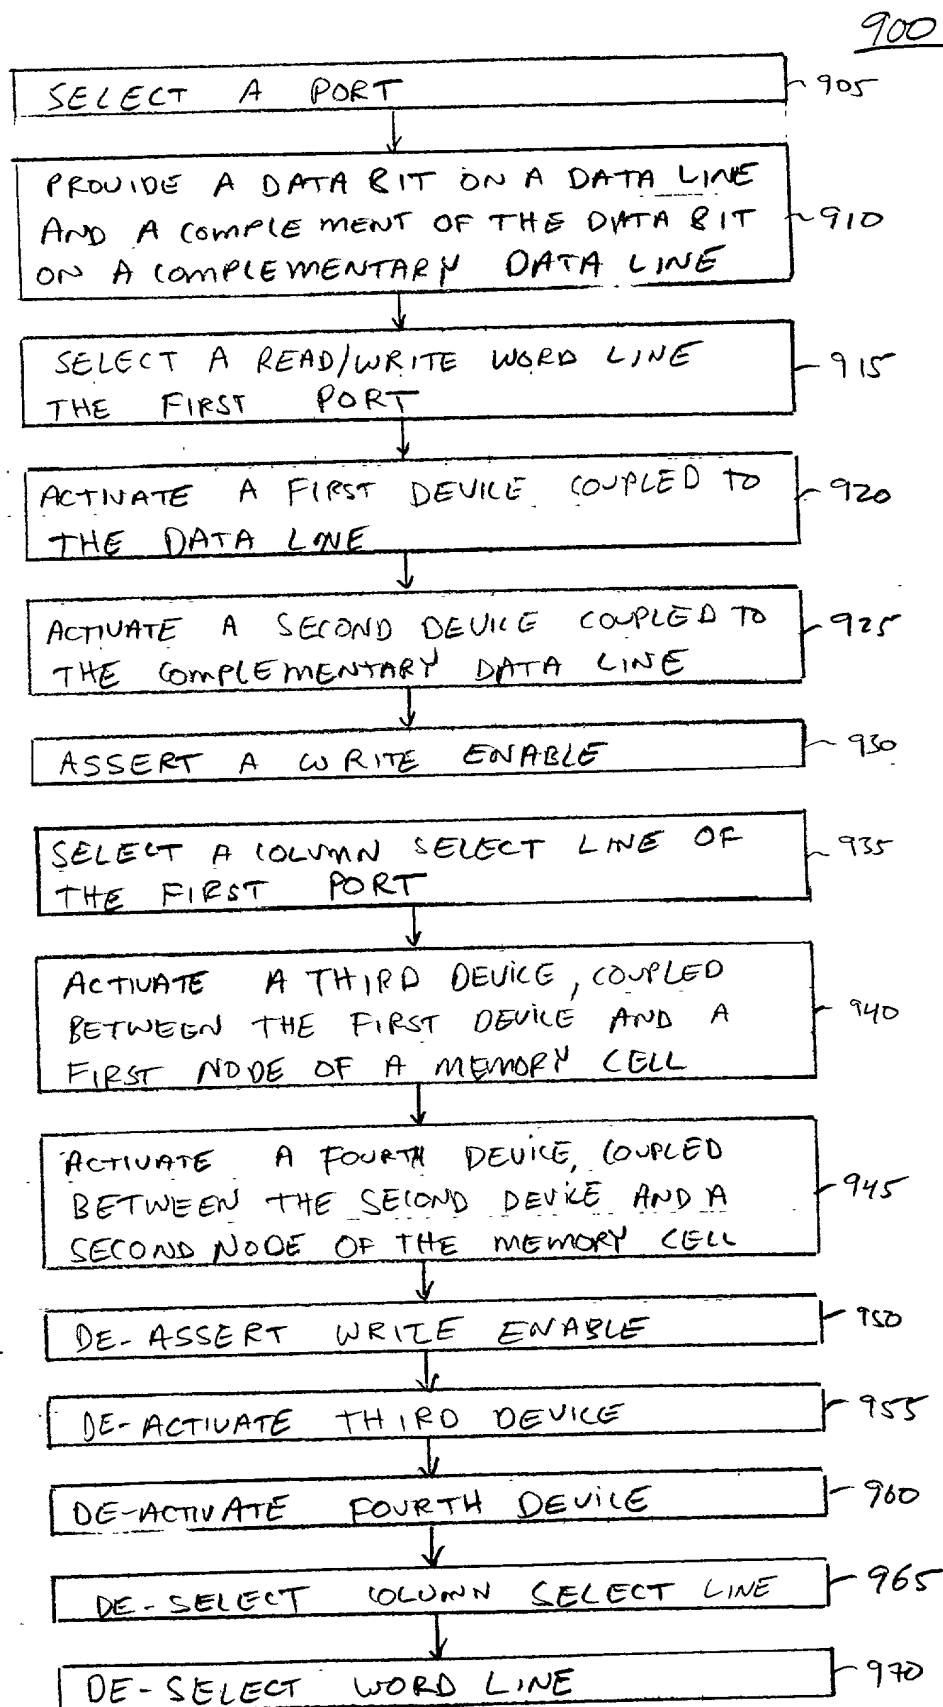 900
SELECT A PORT
905
PROVIDE A DATA BIT ON A DATA LINE
AND A COMPLEMENT OF THE DATA BIT
ON A COMPLEMENTARY DATA LINE
910
SELECT A READ/WRITE WORD LINE
THE FIRST PORT
915
ACTIVATE A FIRST DEVICE COUPLED TO
THE DATA LINE
920
ACTIVATE A SECOND DEVICE COUPLED TO
THE COMPLEMENTARY DATA LINE
925
ASSERT A WRITE ENABLE
930
SELECT A COLUMN SELECT LINE OF
THE FIRST PORT
935
ACTIVATE A THIRD DEVICE, COUPLED
BETWEEN THE FIRST DEVICE AND A
FIRST NODE OF A MEMORY CELL
940
ACTIVATE A FOURTH DEVICE, COUPLED
BETWEEN THE SECOND DEVICE AND A
SECOND NODE OF THE MEMORY CELL
945
DE-ASSERT WRITE ENABLE
950
DE-ACTIVATE THIRD DEVICE
955
DE-ACTIVATE FOURTH DEVICE
960
DE-SELECT COLUMN SELECT LINE
965
DE-SELECT WORD LINE
970